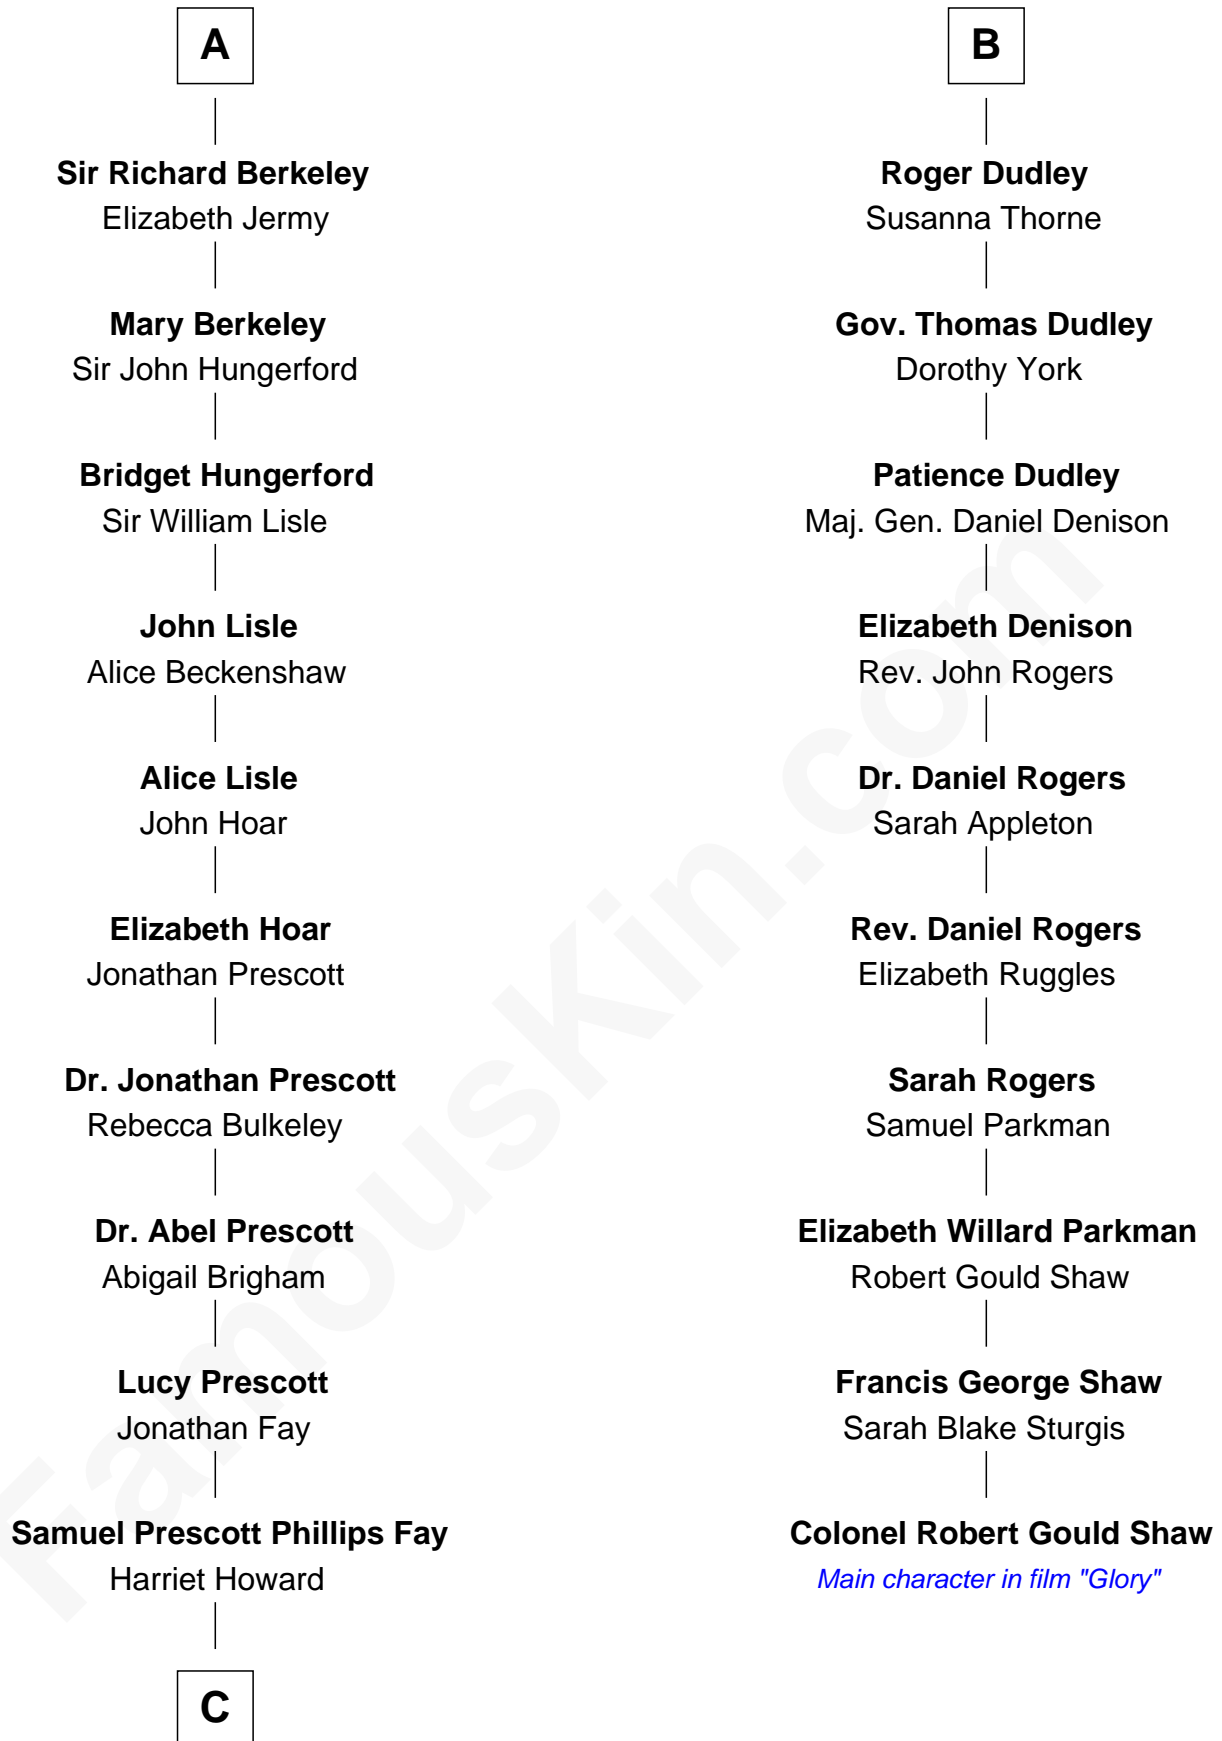 A
Sir Richard Berkeley
Elizabeth Jermy
Mary Berkeley
Sir John Hungerford
Bridget Hungerford
Sir William Lisle
John Lisle
Alice Beckenshaw
Alice Lisle
John Hoar
Elizabeth Hoar
Jonathan Prescott
Dr. Jonathan Prescott
Rebecca Bulkeley
Dr. Abel Prescott
Abigail Brigham
Lucy Prescott
Jonathan Fay
Samuel Prescott Phillips Fay
Harriet Howard
C
B
Roger Dudley
Susanna Thorne
Gov. Thomas Dudley
Dorothy York
Patience Dudley
Maj. Gen. Daniel Denison
Elizabeth Denison
Rev. John Rogers
Dr. Daniel Rogers
Sarah Appleton
Rev. Daniel Rogers
Elizabeth Ruggles
Sarah Rogers
Samuel Parkman
Elizabeth Willard Parkman
Robert Gould Shaw
Francis George Shaw
Sarah Blake Sturgis
Colonel Robert Gould Shaw
Main character in film "Glory"
FamousKin.com